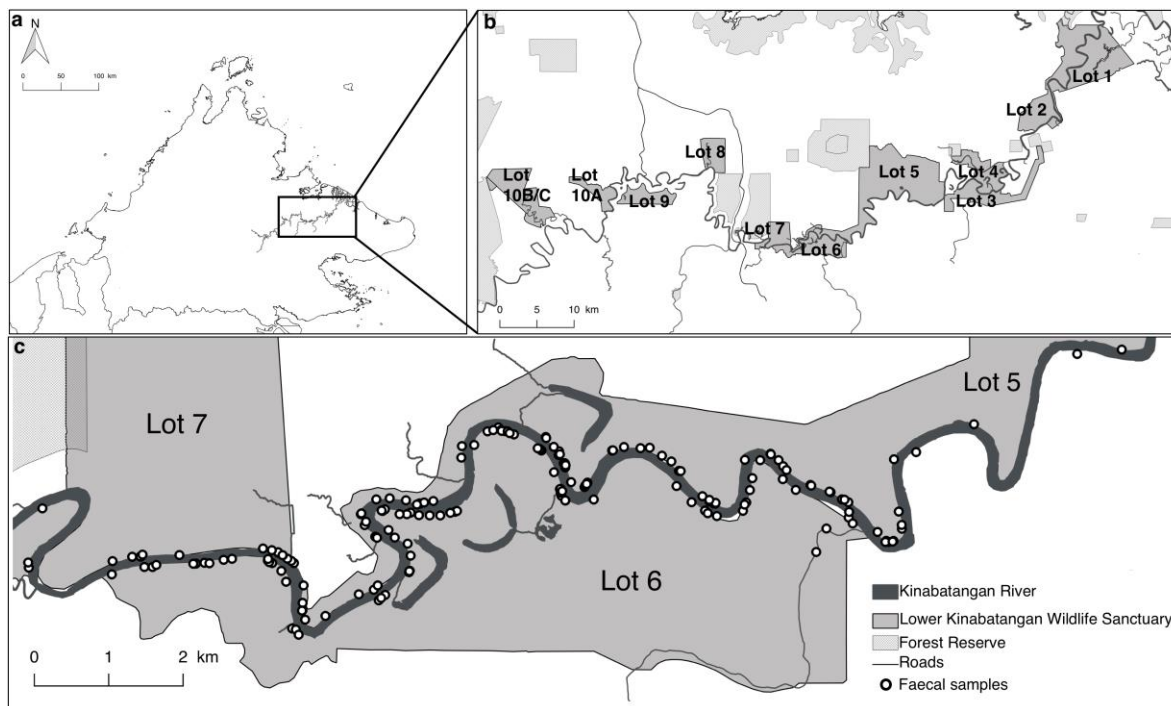 a
N
0 50 100 km
b
Lot 1
Lot 2
Lot 8
Lot
10B/C
Lot
10A
Lot 9
Lot 5
Lot 4
Lot 3
Lot 7
Lot 6
0 5 10 km
c
Lot 7
Lot 5
Lot 6
0 1 2 km
Kinabatangan River
Lower Kinabatangan Wildlife Sanctuary
Forest Reserve
Roads
Faecal samples